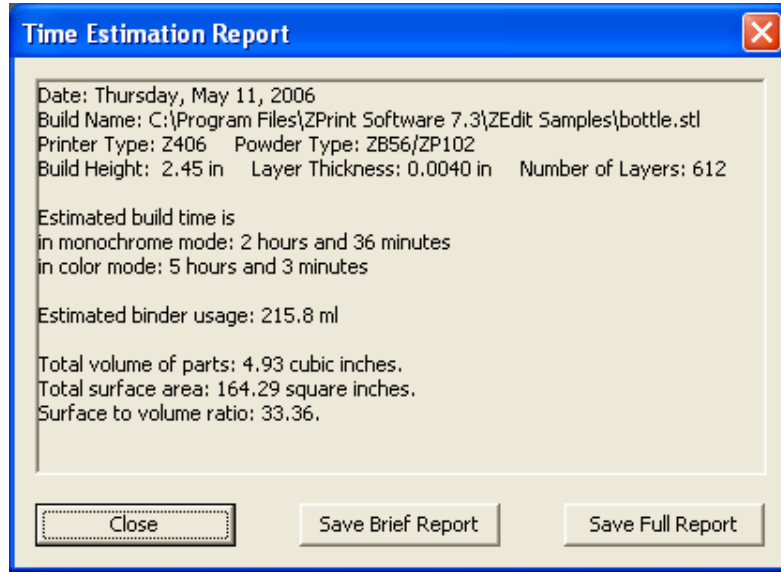 Time Estimation Report
Date: Thursday, May 11, 2006
Build Name: C:\Program Files\ZPrint Software 7.3\ZEdit Samples\bottle.stl
Printer Type: Z406    Powder Type: ZB56/ZP102
Build Height:  2.45 in    Layer Thickness: 0.0040 in    Number of Layers: 612
Estimated build time is
in monochrome mode: 2 hours and 36 minutes
in color mode: 5 hours and 3 minutes
Estimated binder usage: 215.8 ml
Total volume of parts: 4.93 cubic inches.
Total surface area: 164.29 square inches.
Surface to volume ratio: 33.36.
Close    Save Brief Report    Save Full Report